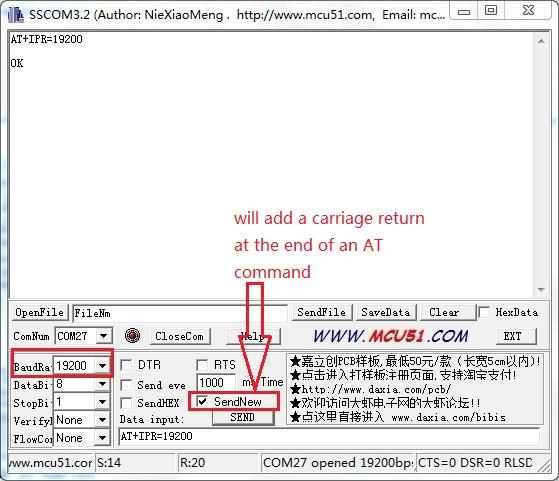 SSCOM3.2 (Author: NieXiaoMeng . http://www.mcu51.com, Email: mc...
AT+IPR=19200
OK
will add a carriage return
at the end of an AT
command
OpenFile FileNm SendFile SaveData Clear HexData
ComNum COM27 CloseCom Help WWW.MCU51.COM EXT
BaudRa 19200 DTR RTS
DataBi 8 Send eve 1000 ms/Time
StopBi 1 SendHEX SendNew
Verify None Data input: SEND
FlowCon None AT+IPR=19200
★嘉立创PCB样板,最低50元/款（长宽5cm以内）!
★点击进入打样板注册页面,支持淘宝支付!
★http://www.daxia.com/pcb/
★欢迎访问大虾电子网的大虾论坛!!
★点这里直接进入 www.daxia.com/bibis
www.mcu51.cor S:14 R:20 COM27 opened 19200bp: CTS=0 DSR=0 RLSD